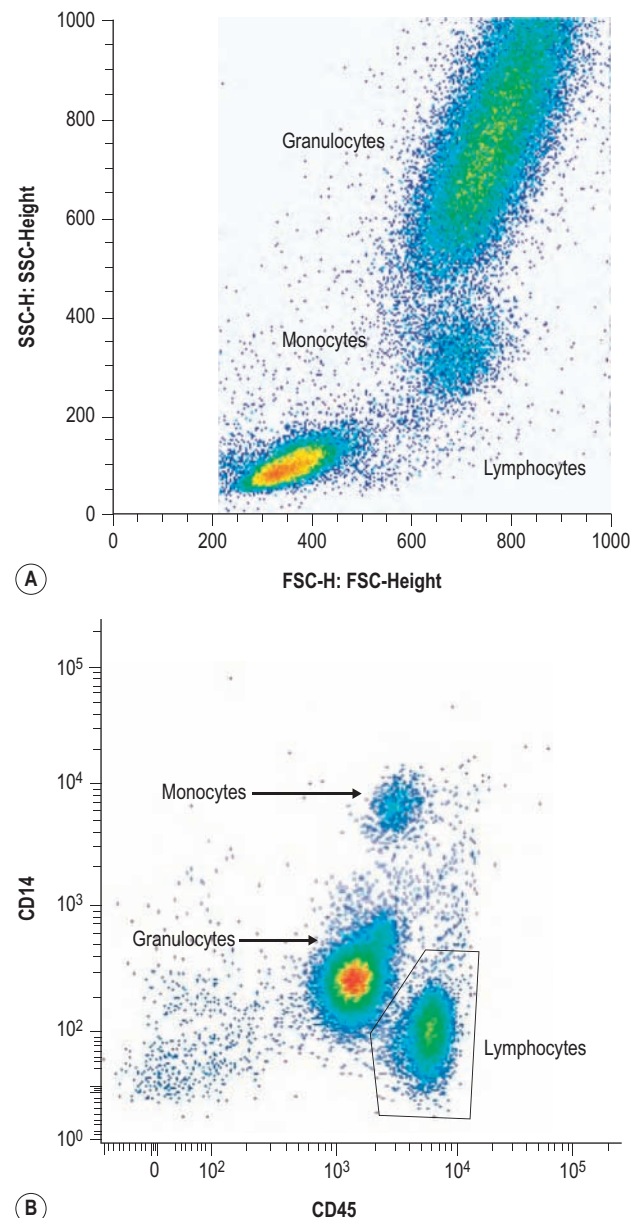 1000
800
Granulocytes
600
SSC-H: SSC-Height
400
Monocytes
200
Lymphocytes
0
0 200 400 600 800 1000
A FSC-H: FSC-Height
10⁵
Monocytes 10⁴
CD14
10³
Granulocytes
10²
Lymphocytes
10⁰
0 10² 10³ 10⁴ 10⁵
B CD45